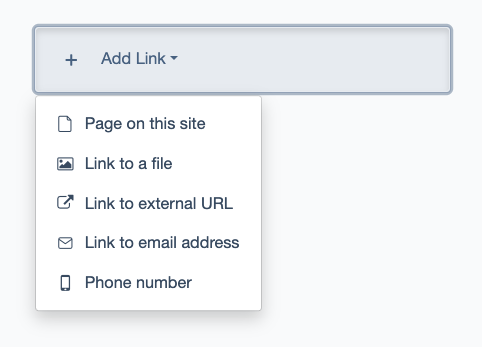 + Add Link
Page on this site
Link to a file
Link to external URL
Link to email address
Phone number